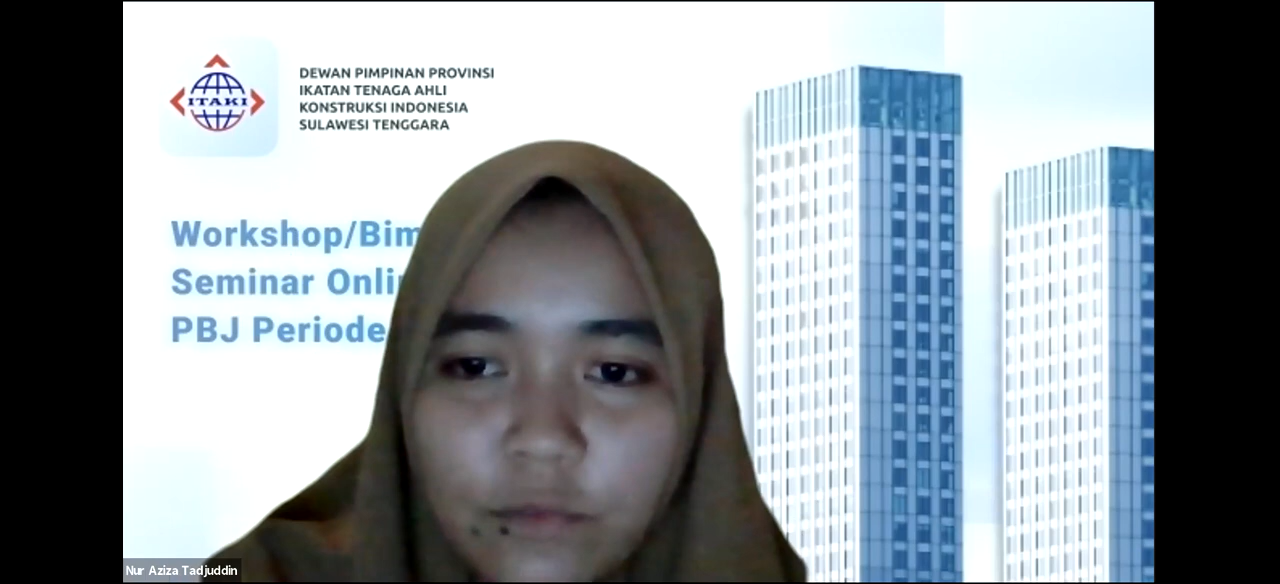 ITAKI
DEWAN PIMPINAN PROVINSI
IKATAN TENAGA AHLI
KONSTRUKSI INDONESIA
SULAWESI TENGGARA
Workshop/Bim
Seminar Onlin
PBJ Periode
Nur Aziza Tadjuddin